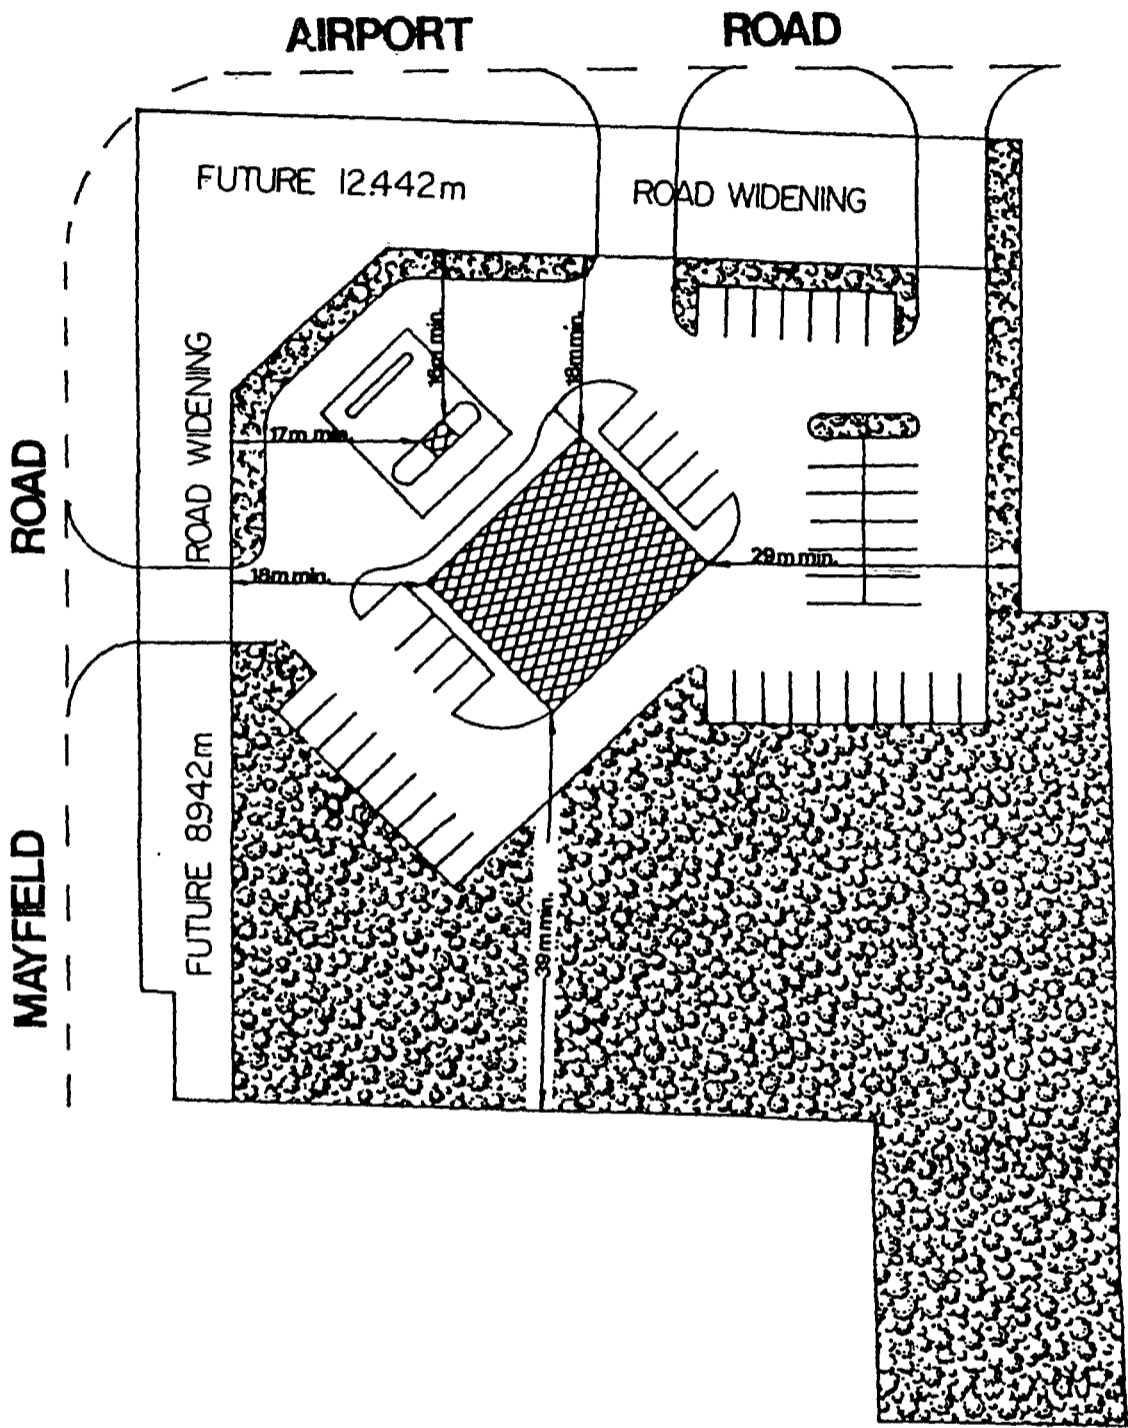 AIRPORT ROAD
FUTURE 12.442m ROAD WIDENING
MAYFIELD ROAD
FUTURE 8.942m ROAD WIDENING
16m min.
18m min.
17m min.
18m min.
29m min.
39m min.